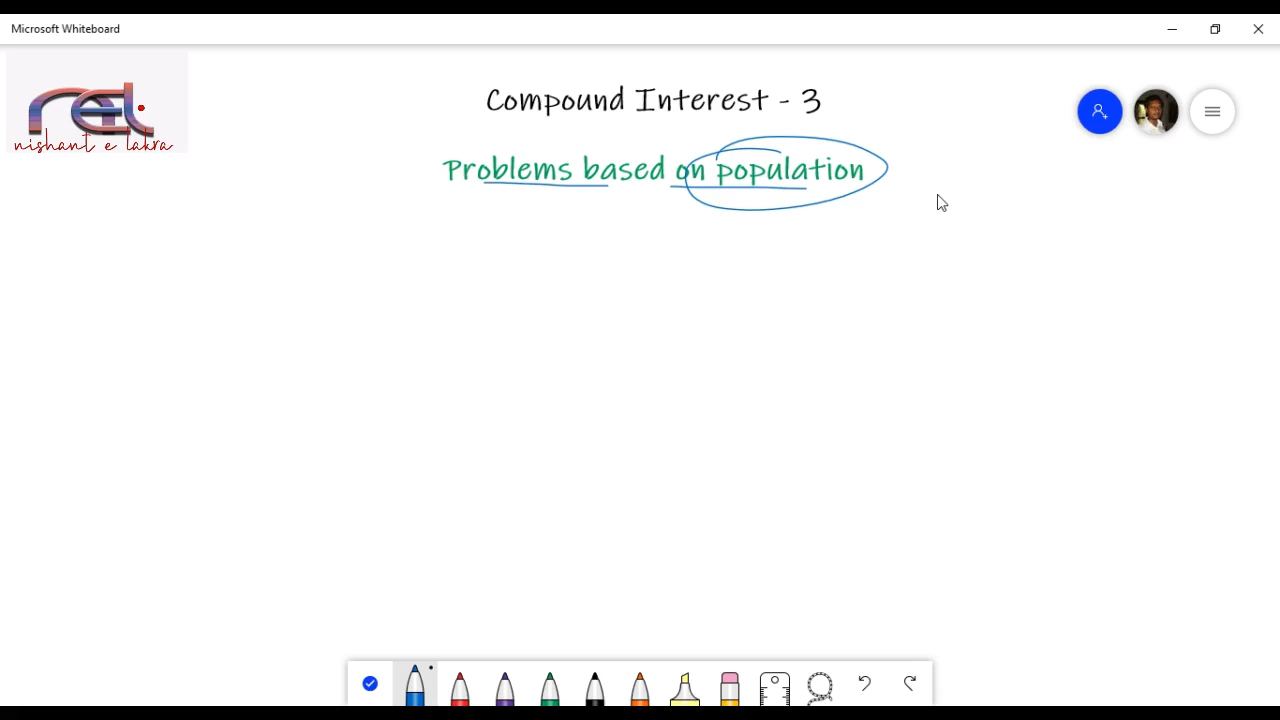 Microsoft Whiteboard
nel.
nishant e lakra
Compound Interest - 3
Problems based on population